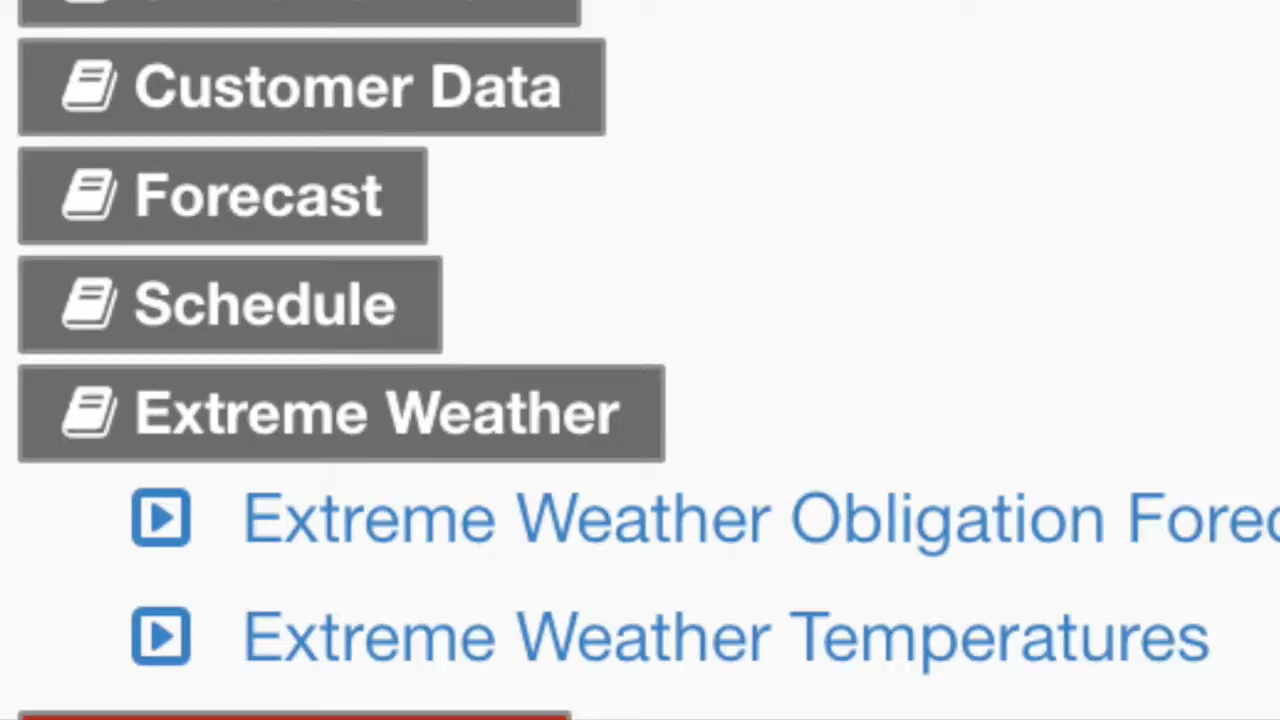 Customer Data
Forecast
Schedule
Extreme Weather
Extreme Weather Obligation
Extreme Weather Temperatures